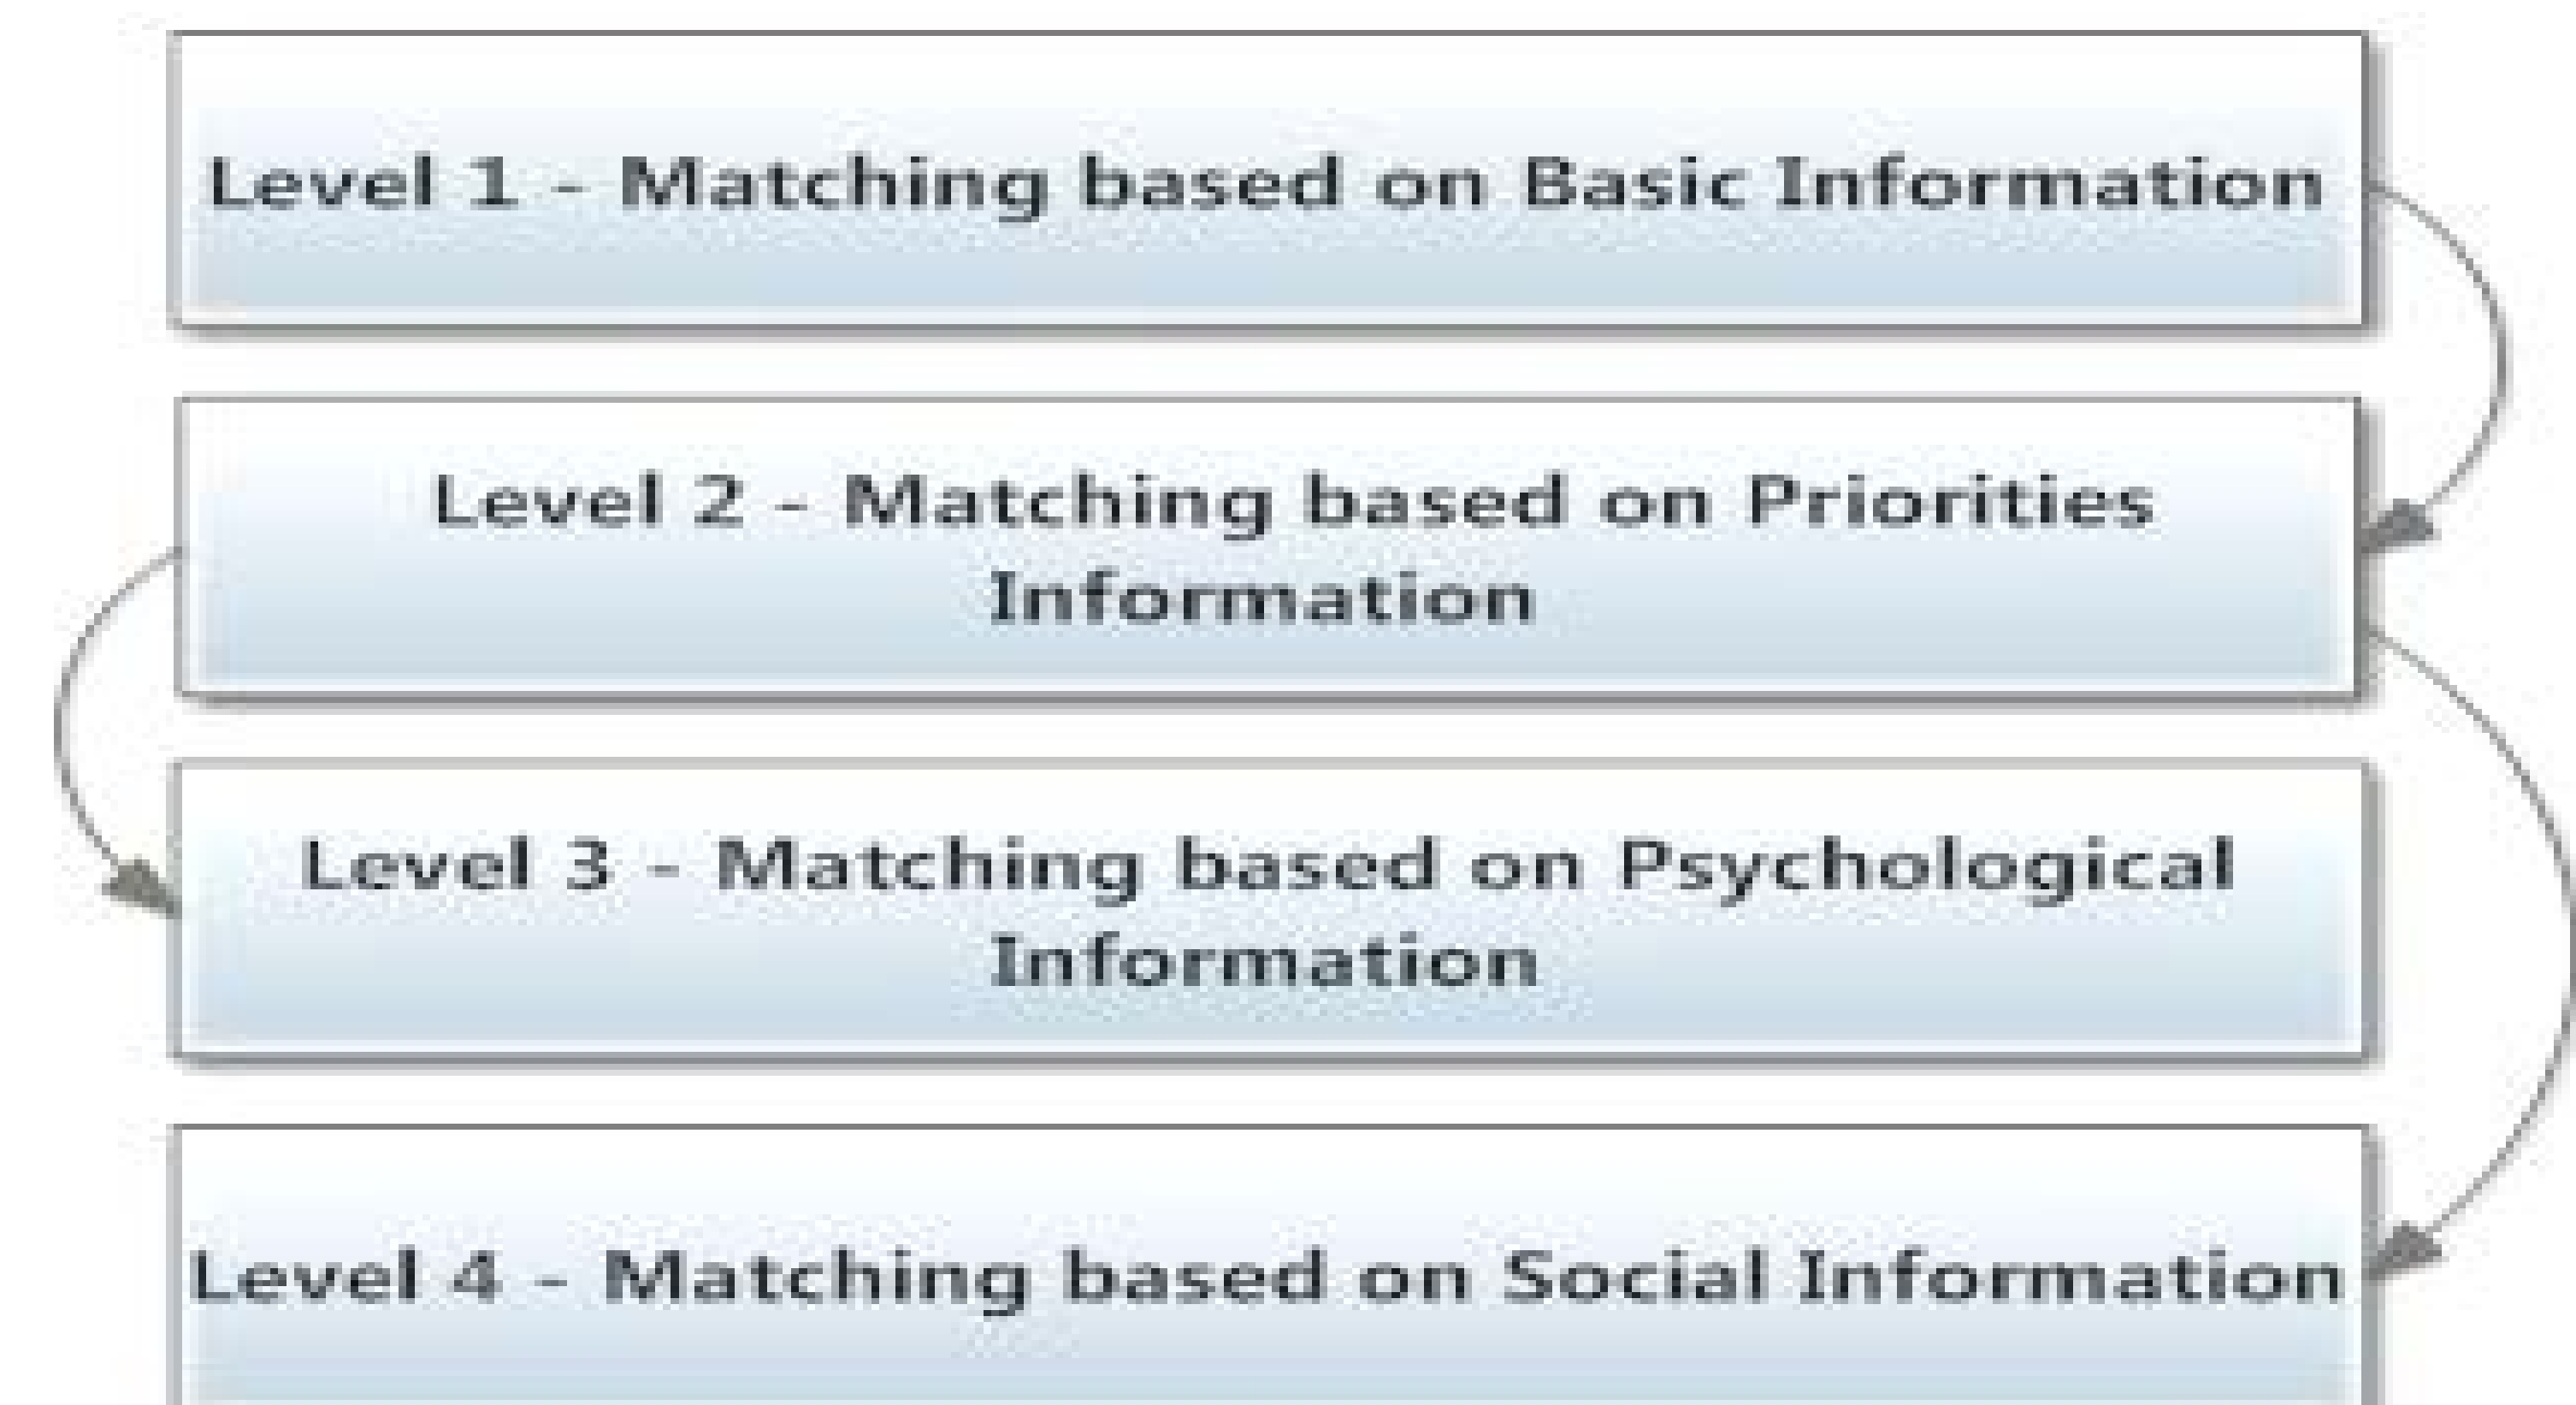 Level 1 - Matching based on Basic Information
Level 2 - Matching based on Priorities
Information
Level 3 - Matching based on Psychological
Information
Level 4 - Matching based on Social Information